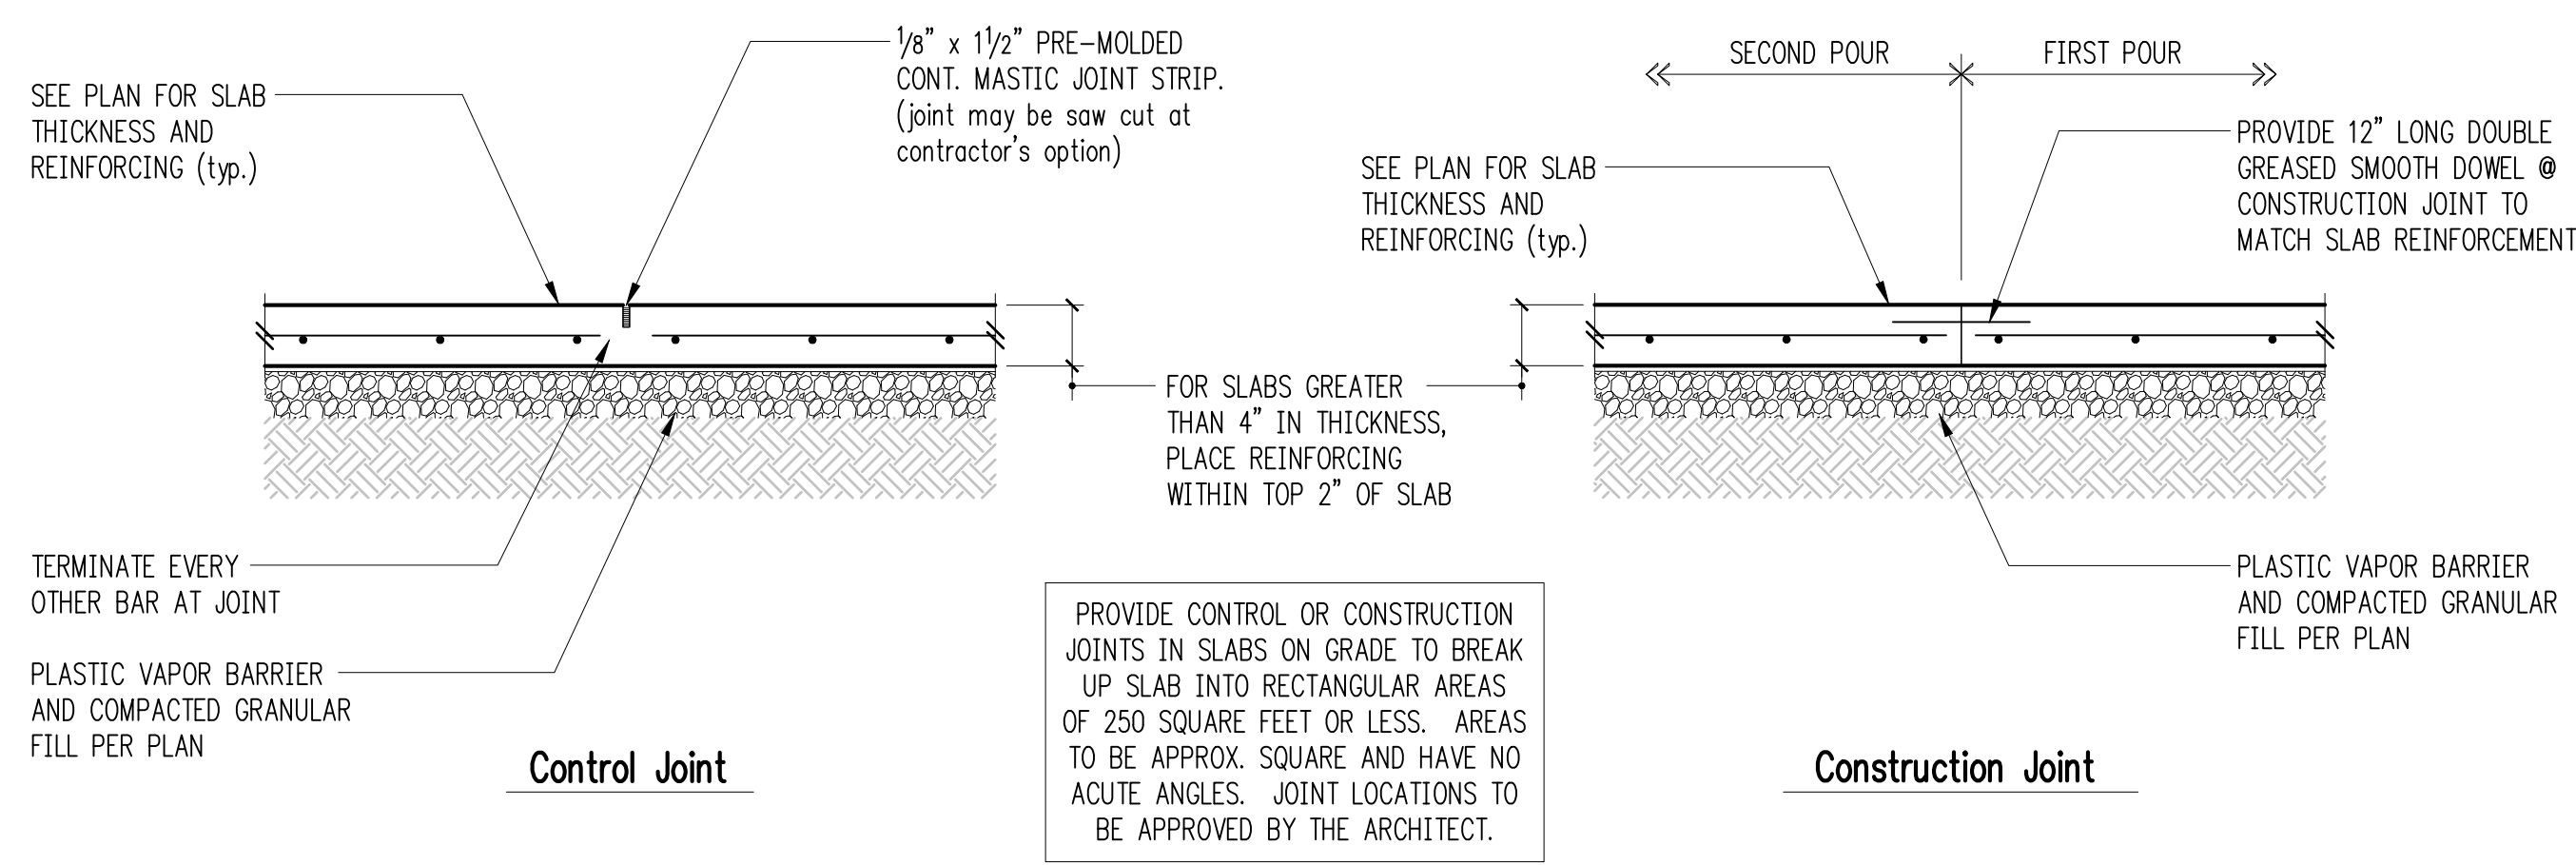 SEE PLAN FOR SLAB
THICKNESS AND
REINFORCING (typ.)
1/8" x 1 1/2" PRE-MOLDED
CONT. MASTIC JOINT STRIP.
(joint may be saw cut at
contractor's option)
TERMINATE EVERY
OTHER BAR AT JOINT
PLASTIC VAPOR BARRIER
AND COMPACTED GRANULAR
FILL PER PLAN
Control Joint
FOR SLABS GREATER
THAN 4" IN THICKNESS,
PLACE REINFORCING
WITHIN TOP 2" OF SLAB
PROVIDE CONTROL OR CONSTRUCTION
JOINTS IN SLABS ON GRADE TO BREAK
UP SLAB INTO RECTANGULAR AREAS
OF 250 SQUARE FEET OR LESS. AREAS
TO BE APPROX. SQUARE AND HAVE NO
ACUTE ANGLES. JOINT LOCATIONS TO
BE APPROVED BY THE ARCHITECT.
SECOND POUR
FIRST POUR
SEE PLAN FOR SLAB
THICKNESS AND
REINFORCING (typ.)
PROVIDE 12" LONG DOUBLE
GREASED SMOOTH DOWEL @
CONSTRUCTION JOINT TO
MATCH SLAB REINFORCEMENT
PLASTIC VAPOR BARRIER
AND COMPACTED GRANULAR
FILL PER PLAN
Construction Joint